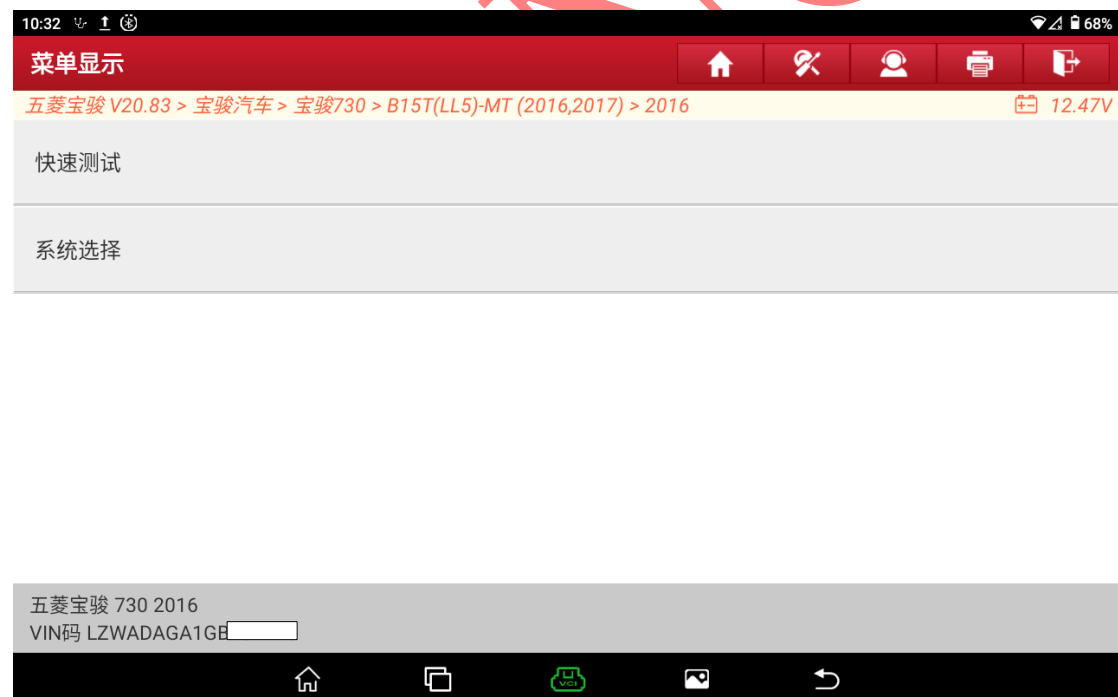 10:32 68%
菜单显示
五菱宝骏 V20.83 > 宝骏汽车 > 宝骏730 > B15T(LL5)-MT (2016,2017) > 2016 12.47V
快速测试
系统选择
五菱宝骏 730 2016
VIN码 LZWADAGA1GB
VCI